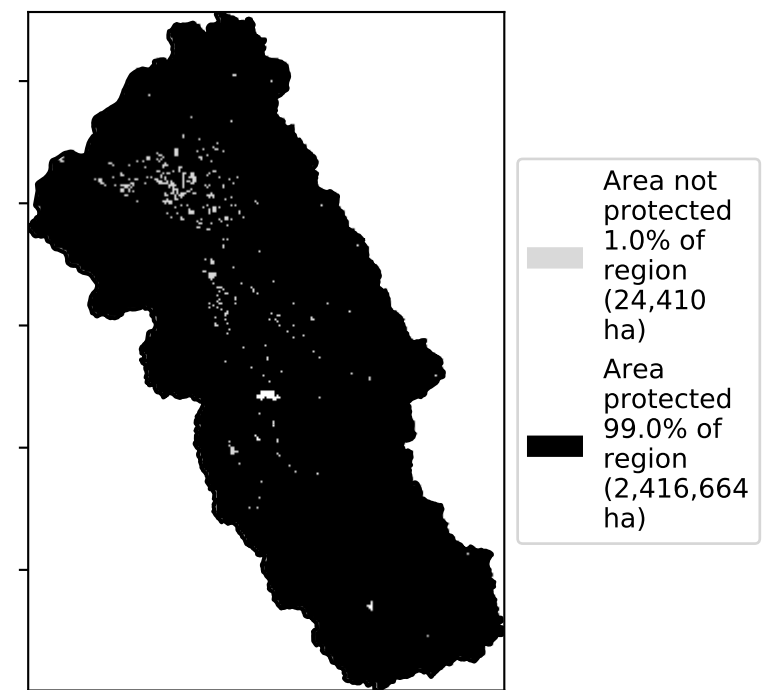 Area not
protected
1.0% of
region
(24,410
ha)
Area
protected
99.0% of
region
(2,416,664
ha)